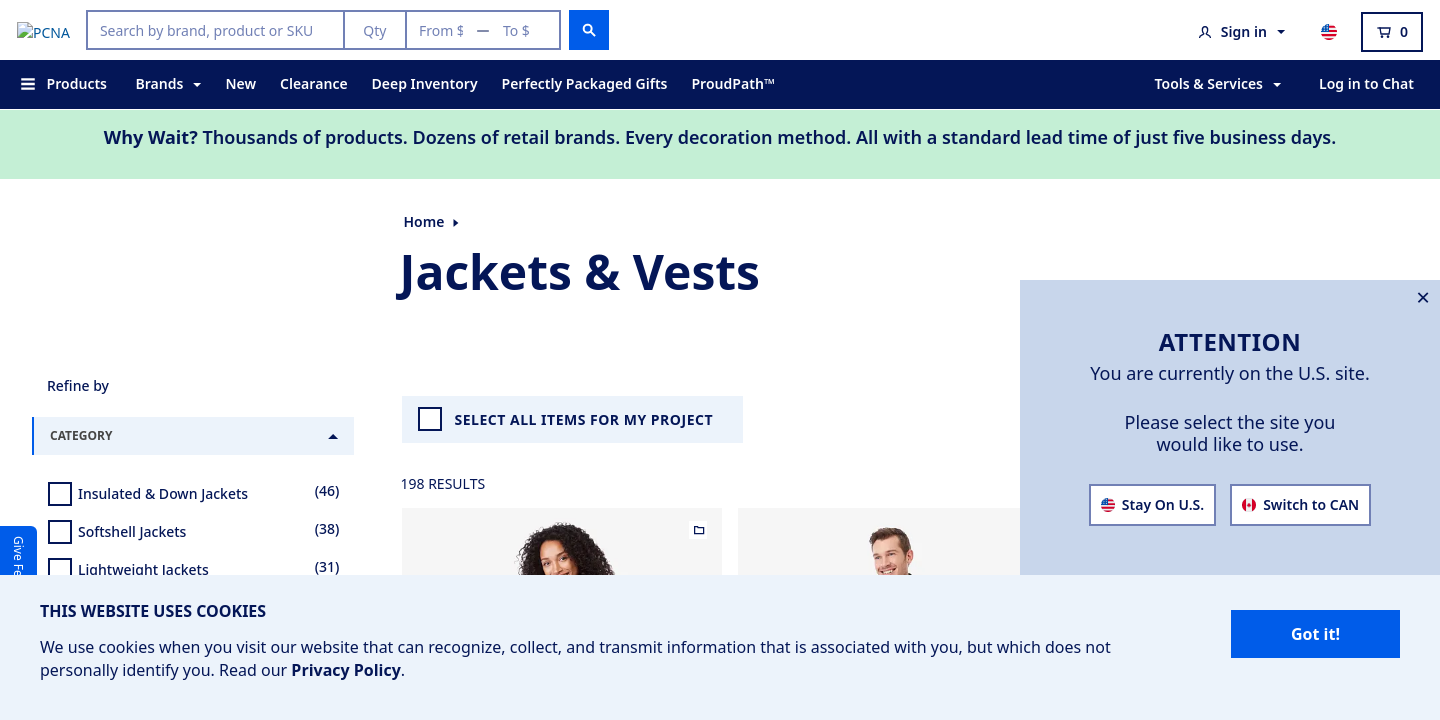 PCNA
Search by brand, product or SKU
Qty
From $ — To $
Sign in
0
Products
Brands
New
Clearance
Deep Inventory
Perfectly Packaged Gifts
ProudPath™
Tools & Services
Log in to Chat
Why Wait? Thousands of products. Dozens of retail brands. Every decoration method. All with a standard lead time of just five business days.
Home
Jackets & Vests
ATTENTION
You are currently on the U.S. site.
Please select the site you
would like to use.
Stay On U.S.
Switch to CAN
Refine by
CATEGORY
Insulated & Down Jackets (46)
Softshell Jackets (38)
Lightweight Jackets (31)
SELECT ALL ITEMS FOR MY PROJECT
198 RESULTS
Give
THIS WEBSITE USES COOKIES
We use cookies when you visit our website that can recognize, collect, and transmit information that is associated with you, but which does not
personally identify you. Read our Privacy Policy.
Got it!